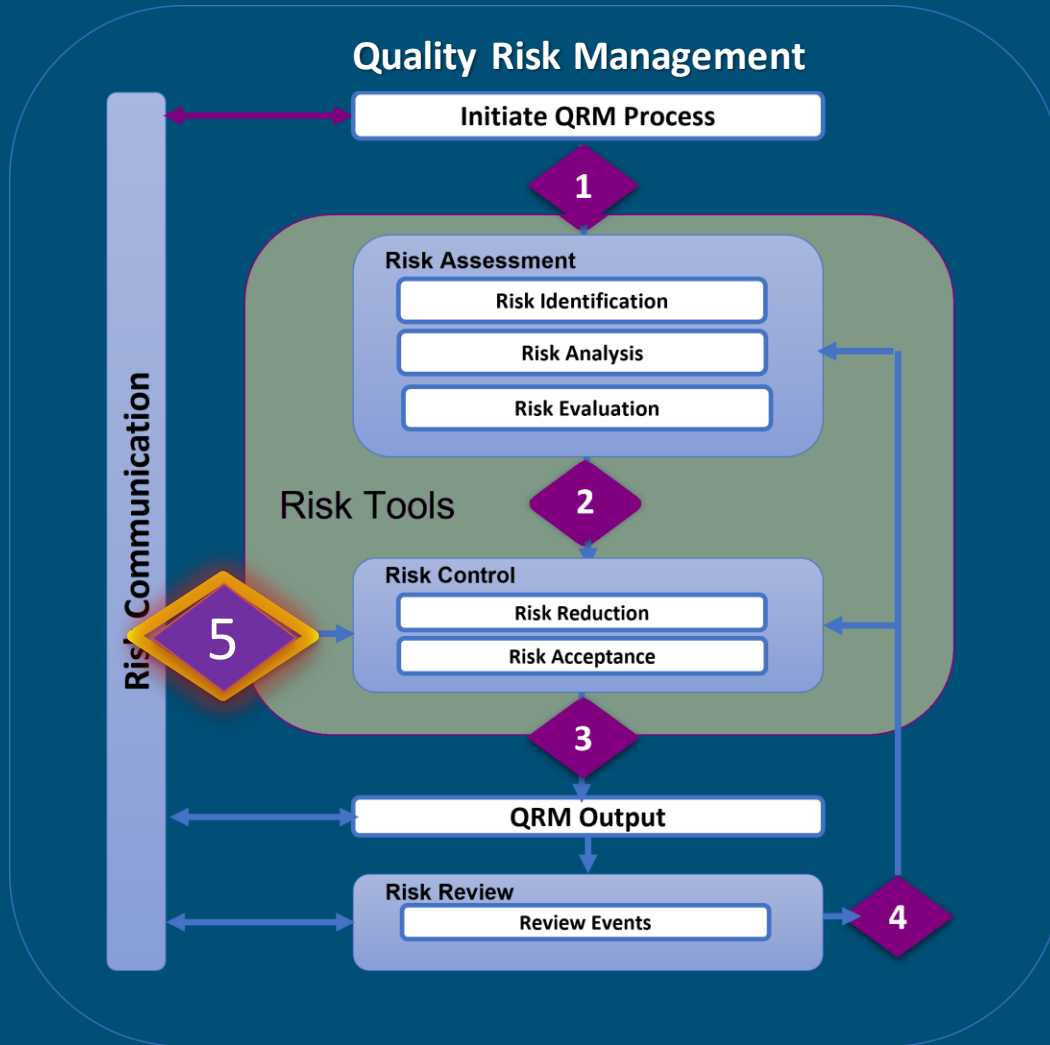 Quality Risk Management
Initiate QRM Process
1
Risk Assessment
Risk Identification
Risk Analysis
Risk Evaluation
Risk Communication
Risk Tools
2
Risk Control
Risk Reduction
5
Risk Acceptance
3
QRM Output
Risk Review
Review Events
4